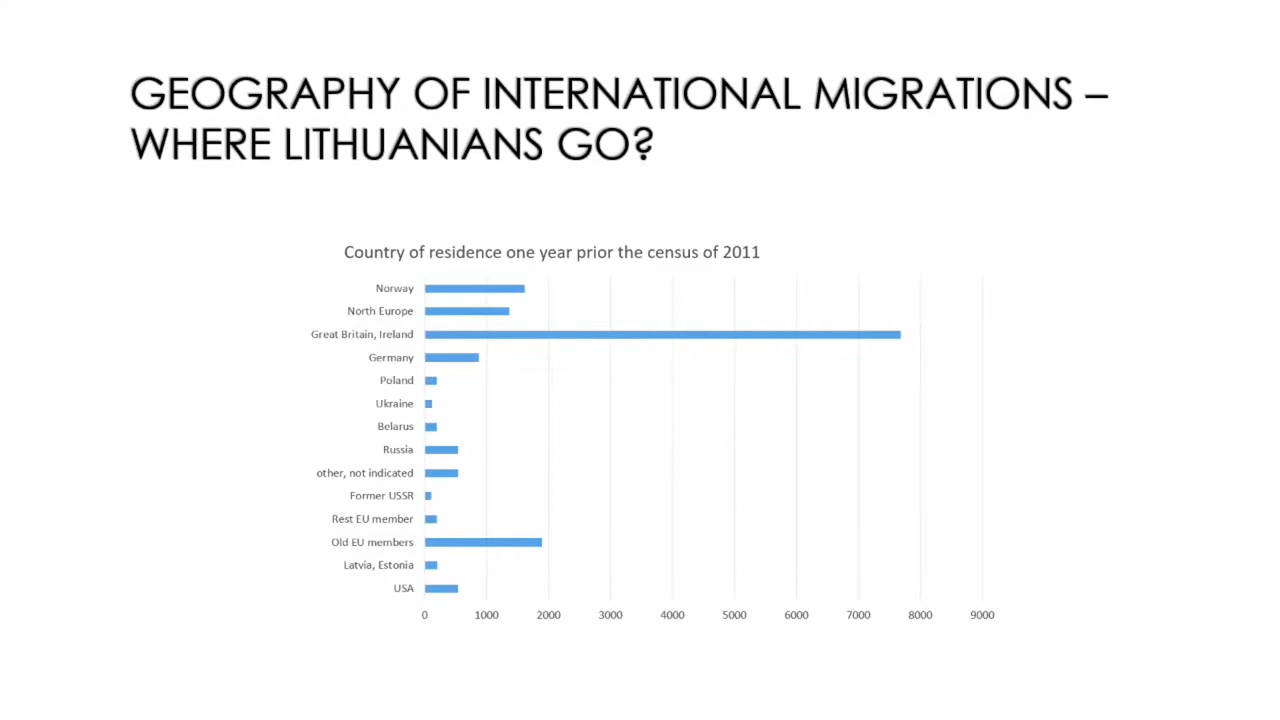 GEOGRAPHY OF INTERNATIONAL MIGRATIONS –
WHERE LITHUANIANS GO?
Country of residence one year prior the census of 2011
Norway
North Europe
Great Britain, Ireland
Germany
Poland
Ukraine
Belarus
Russia
other, not indicated
Former USSR
Rest EU member
Old EU members
Latvia, Estonia
USA
0 1000 2000 3000 4000 5000 6000 7000 8000 9000